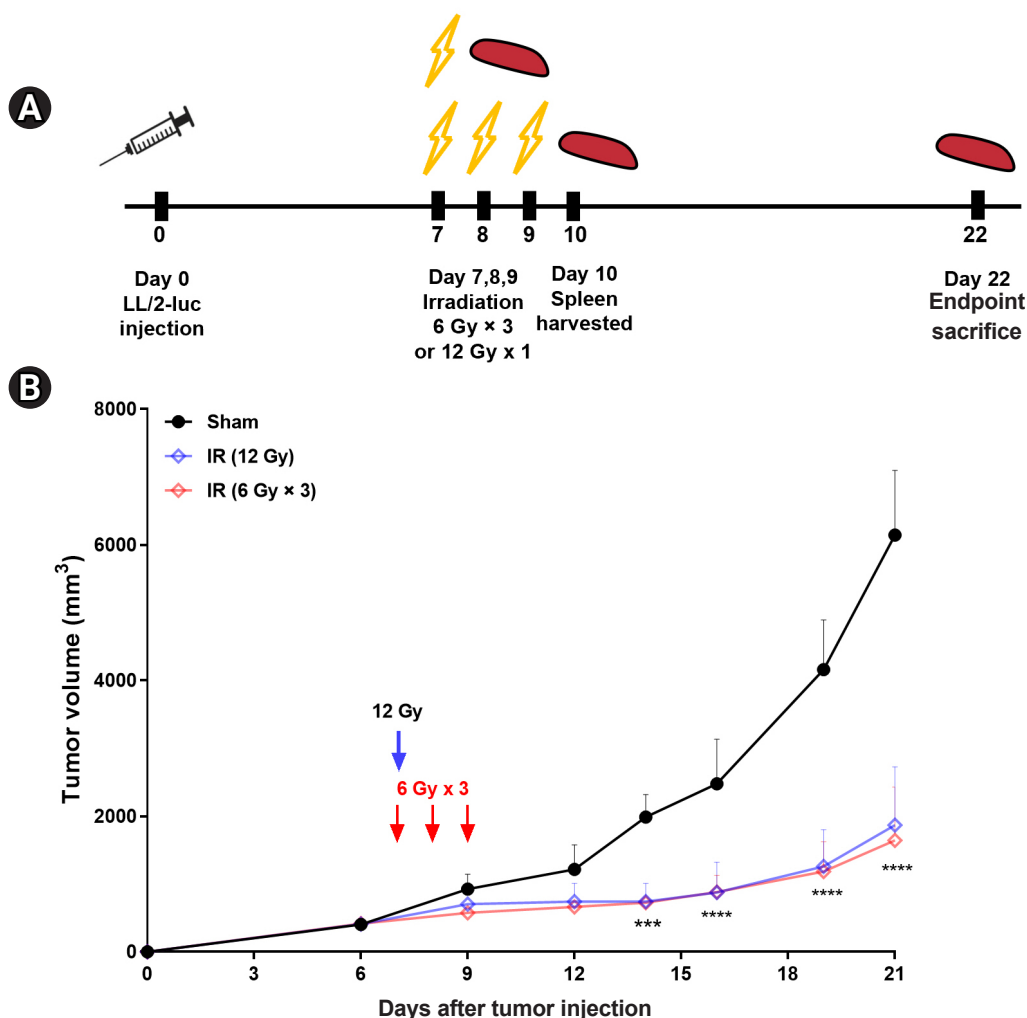 A
0
7
8
9
10
22
Day 0
LL/2-luc
injection
Day 7,8,9
Irradiation
6 Gy × 3
or 12 Gy x 1
Day 10
Spleen
harvested
Day 22
Endpoint
sacrifice
B
8000
6000
4000
2000
0
Tumor volume (mm³)
Sham
IR (12 Gy)
IR (6 Gy × 3)
12 Gy
6 Gy x 3
***
****
****
****
0
3
6
9
12
15
18
21
Days after tumor injection